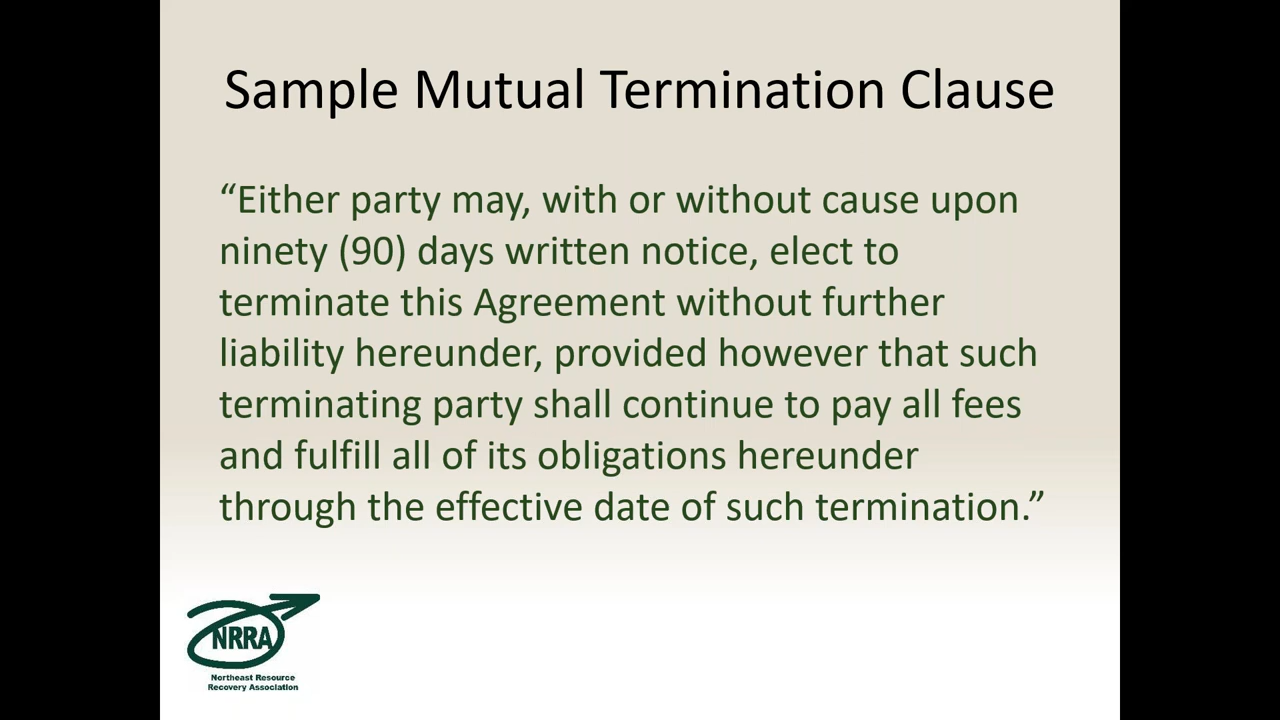 Sample Mutual Termination Clause
“Either party may, with or without cause upon
ninety (90) days written notice, elect to
terminate this Agreement without further
liability hereunder, provided however that such
terminating party shall continue to pay all fees
and fulfill all of its obligations hereunder
through the effective date of such termination.”
NRRA
Northeast Resource
Recovery Association